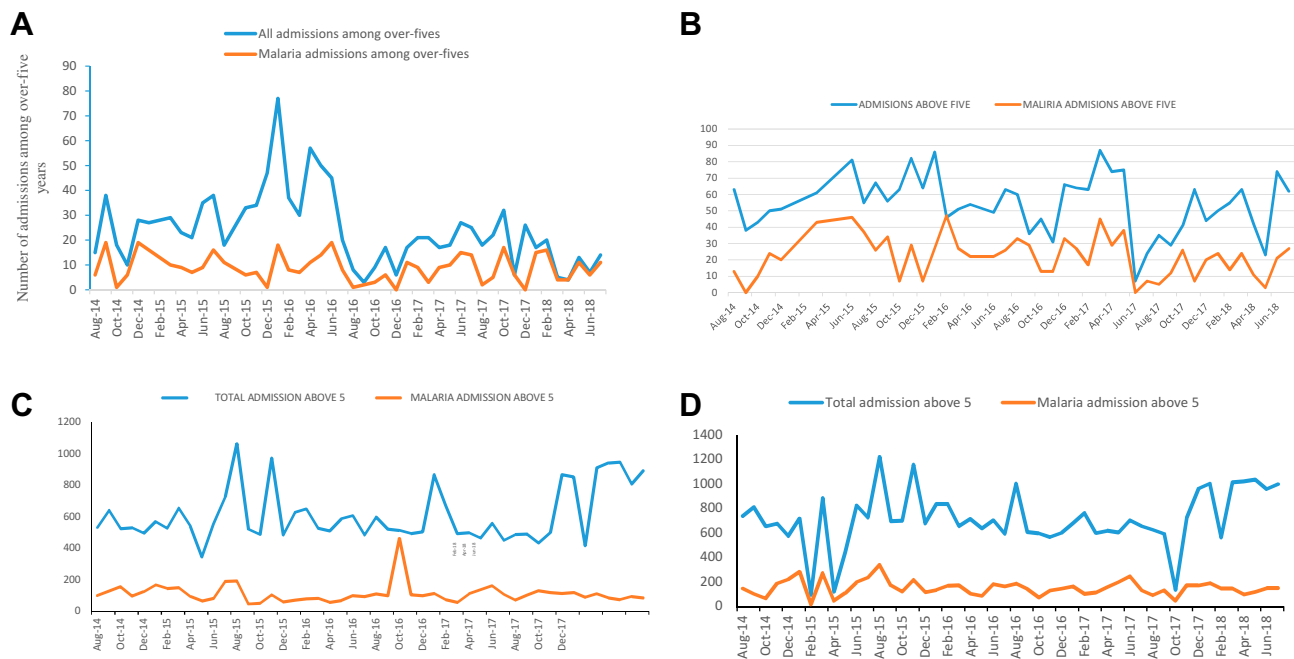 A
All admissions among over-fives
Malaria admissions among over-fives
Number of admissions among over-five
years
90
80
70
60
50
40
30
20
10
0
Aug-14
Oct-14
Dec-14
Feb-15
Apr-15
Jun-15
Aug-15
Oct-15
Dec-15
Feb-16
Apr-16
Jun-16
Aug-16
Oct-16
Dec-16
Feb-17
Apr-17
Jun-17
Aug-17
Oct-17
Dec-17
Feb-18
Apr-18
Jun-18
B
ADMISIONS ABOVE FIVE
MALIRIA ADMISIONS ABOVE FIVE
100
90
80
70
60
50
40
30
20
10
0
Aug-14
Oct-14
Dec-14
Feb-15
Apr-15
Jun-15
Aug-15
Oct-15
Dec-15
Feb-16
Apr-16
Jun-16
Aug-16
Oct-16
Dec-16
Feb-17
Apr-17
Jun-17
Aug-17
Oct-17
Dec-17
Feb-18
Apr-18
Jun-18
C
TOTAL ADMISSION ABOVE 5
MALARIA ADMISSION ABOVE 5
1200
1000
800
600
400
200
0
Aug-14
Oct-14
Dec-14
Feb-15
Apr-15
Jun-15
Aug-15
Oct-15
Dec-15
Feb-16
Apr-16
Jun-16
Aug-16
Oct-16
Dec-16
Feb-17
Apr-17
Jun-17
Aug-17
Oct-17
Dec-17
Feb-18
Apr-18
Jun-18
D
Total admission above 5
Malaria admission above 5
1400
1200
1000
800
600
400
200
0
Aug-14
Oct-14
Dec-14
Feb-15
Apr-15
Jun-15
Aug-15
Oct-15
Dec-15
Feb-16
Apr-16
Jun-16
Aug-16
Oct-16
Dec-16
Feb-17
Apr-17
Jun-17
Aug-17
Oct-17
Dec-17
Feb-18
Apr-18
Jun-18